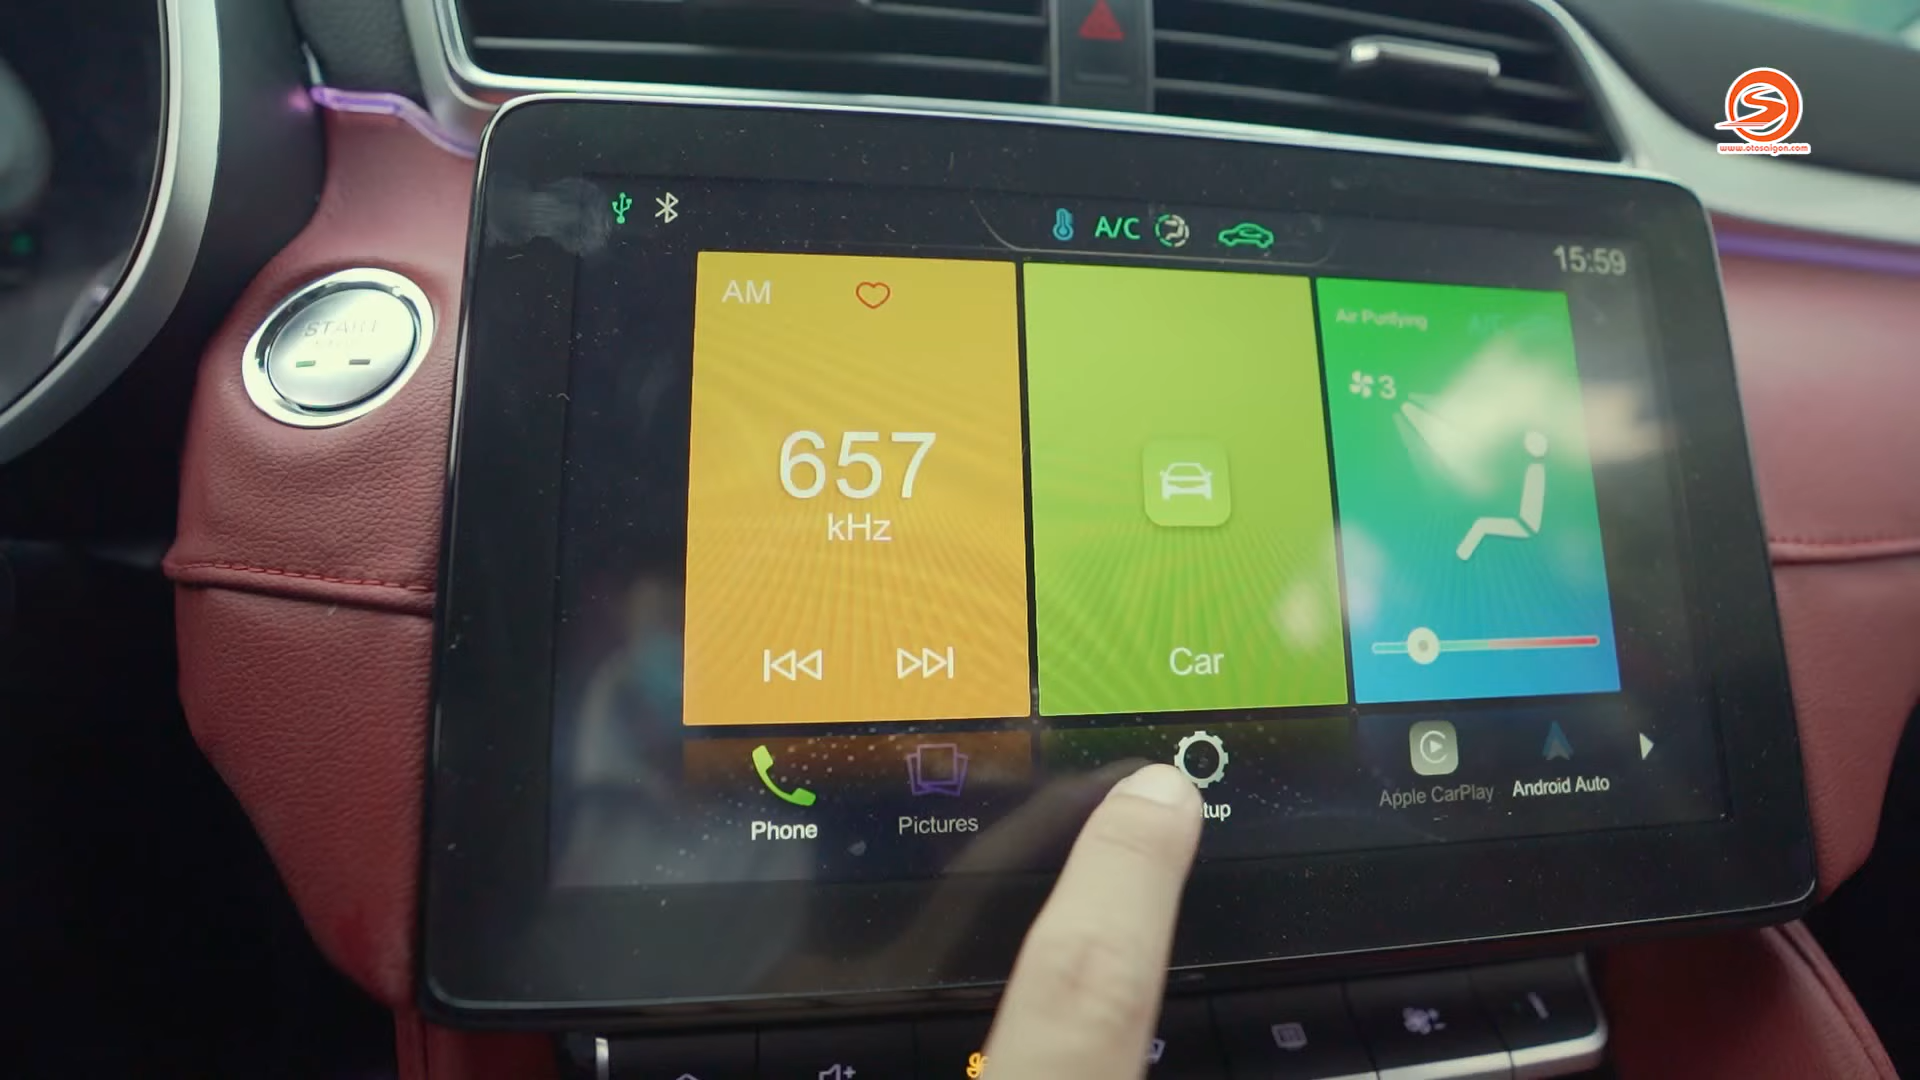 www.otosaigon.com
A/C
15:59
AM
657
kHz
Air Purifying
3
Car
START
Phone
Pictures
tup
Apple CarPlay
Android Auto